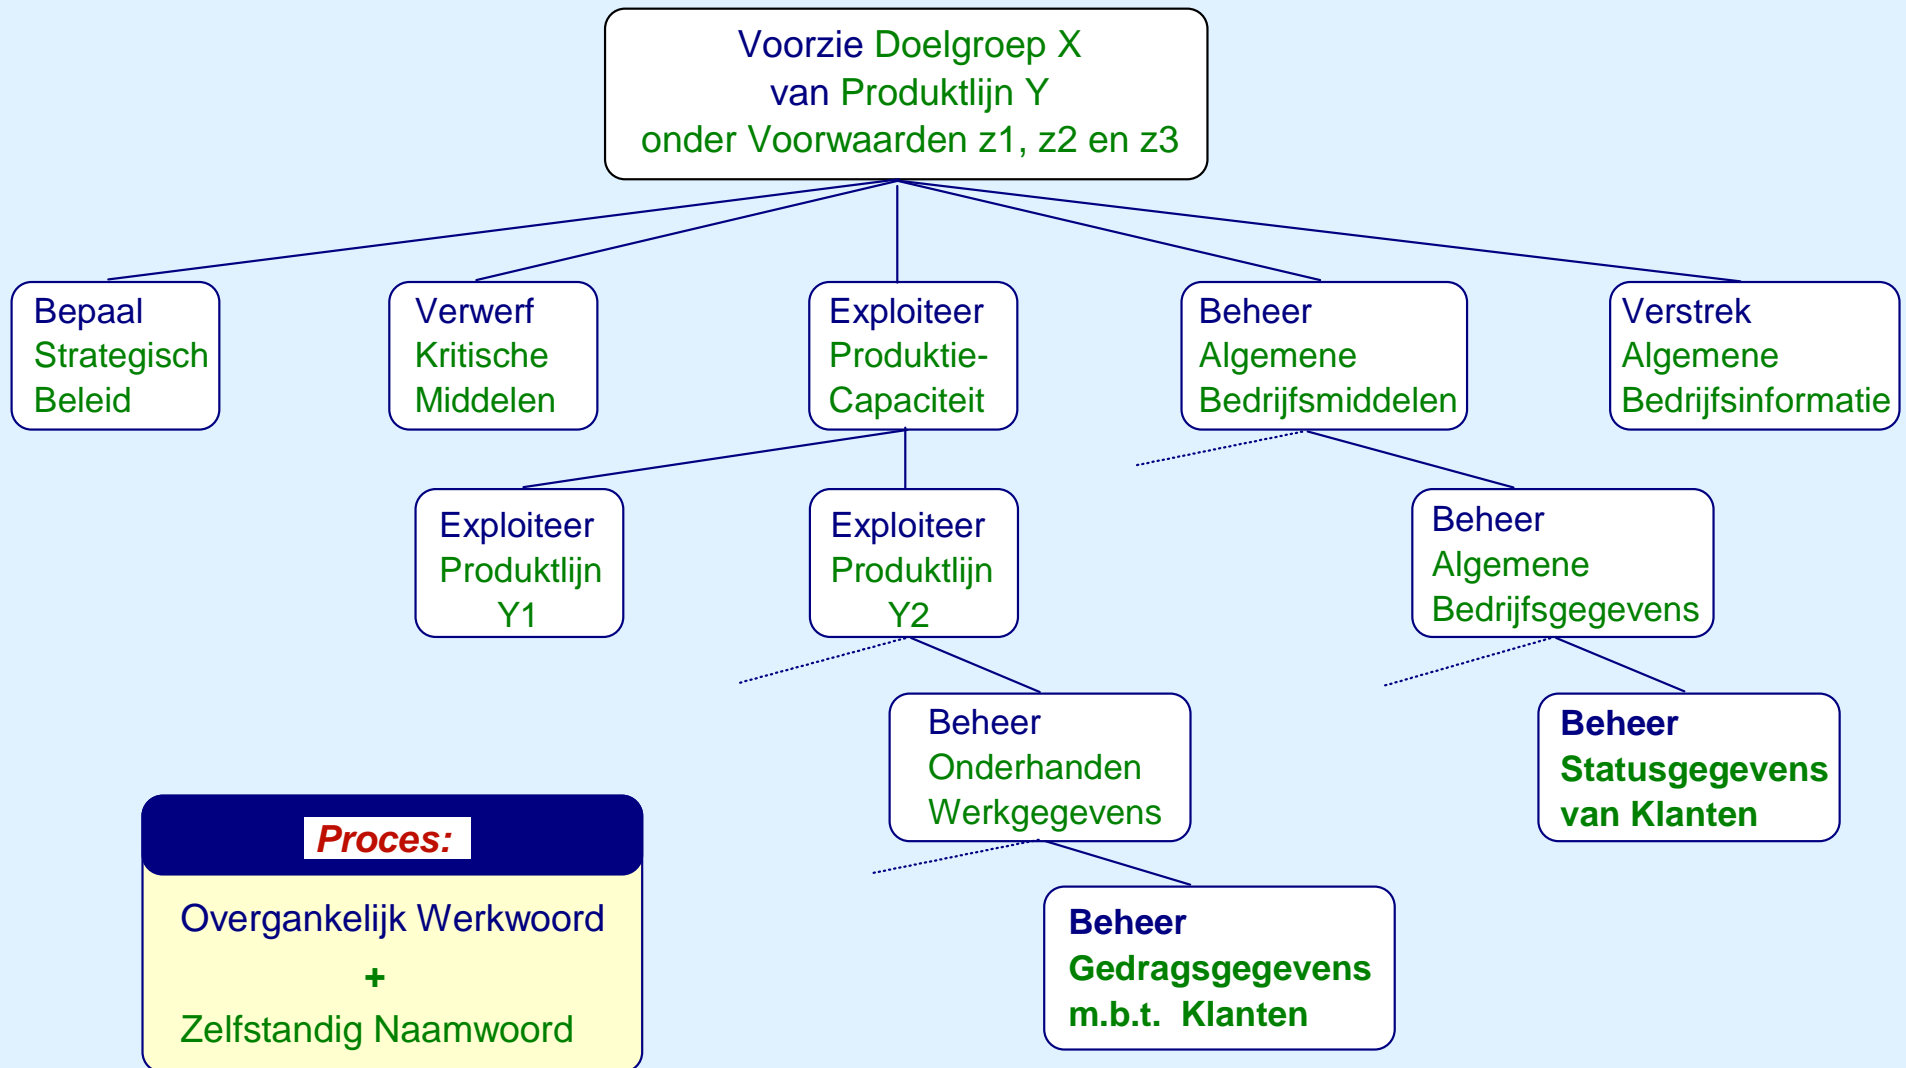 Voorzie Doelgroep X
van Produktlijn Y
onder Voorwaarden z1, z2 en z3
Bepaal
Strategisch
Beleid
Verwerf
Kritische
Middelen
Exploiteer
Produktie-
Capaciteit
Beheer
Algemene
Bedrijfsmiddelen
Verstrek
Algemene
Bedrijfsinformatie
Exploiteer
Produktlijn
Y1
Exploiteer
Produktlijn
Y2
Beheer
Algemene
Bedrijfsgegevens
Beheer
Onderhanden
Werkgegevens
Beheer
Statusgegevens
van Klanten
Beheer
Gedragsgegevens
m.b.t. Klanten
Proces:
Overgankelijk Werkwoord
+
Zelfstandig Naamwoord